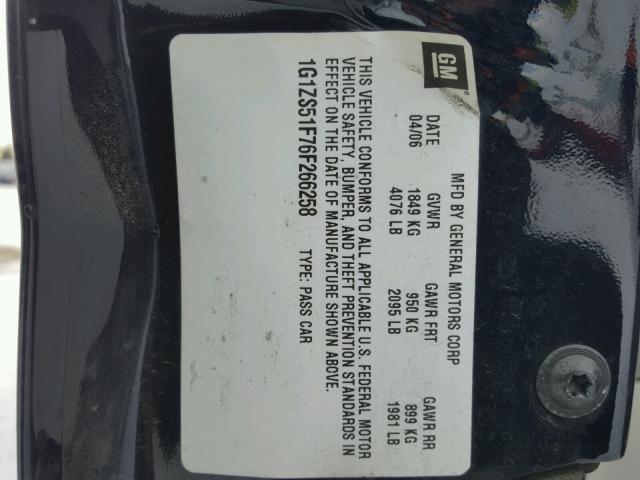 GM
MFD BY GENERAL MOTORS CORP
DATE GVWR GAWR FRT GAWR RR
04/06 1849 KG 950 KG 899 KG
4076 LB 2095 LB 1981 LB
THIS VEHICLE CONFORMS TO ALL APPLICABLE U.S. FEDERAL MOTOR
VEHICLE SAFETY, BUMPER, AND THEFT PREVENTION STANDARDS IN
EFFECT ON THE DATE OF MANUFACTURE SHOWN ABOVE.
1G1ZS51F76F266258 TYPE: PASS CAR